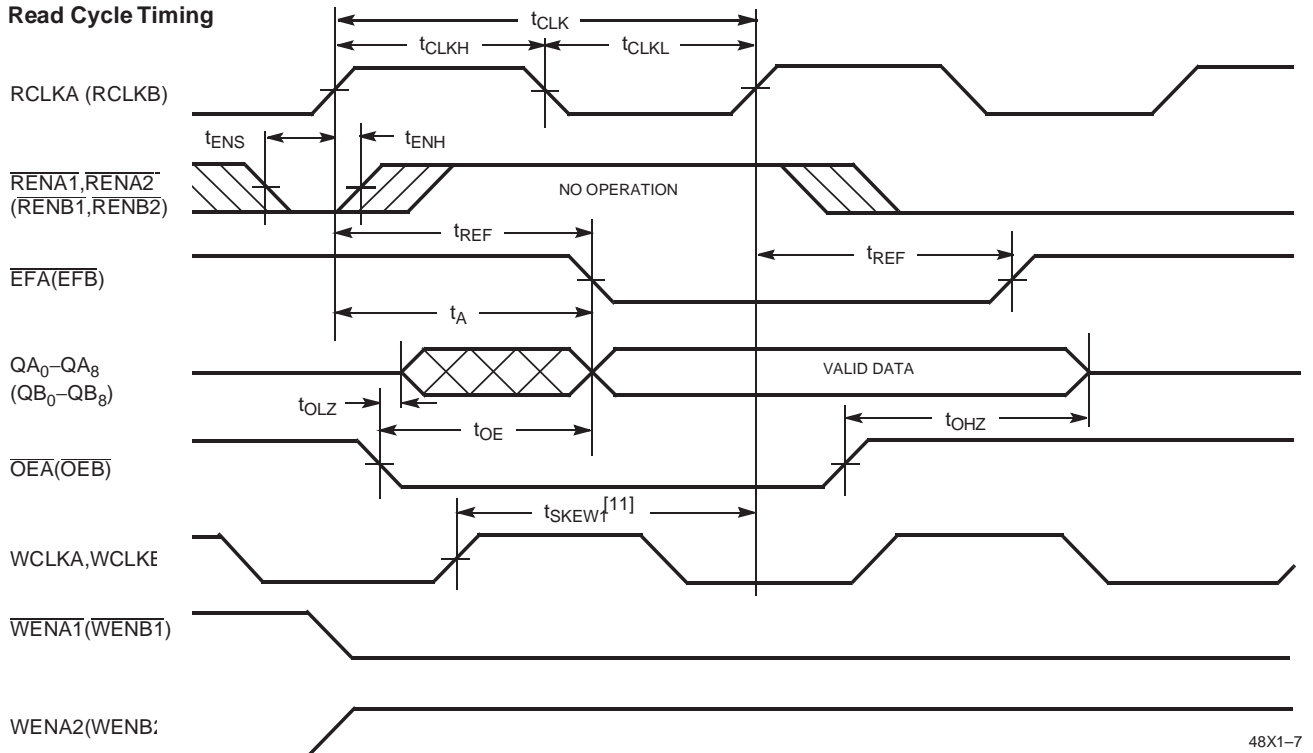 Read Cycle Timing
tCLK
tCLKH
tCLKL
RCLKA (RCLKB)
tENS
tENH
RENA1,RENA2
(RENB1,RENB2)
NO OPERATION
tREF
tREF
EFA(EFB)
tA
QA0–QA8
(QB0–QB8)
VALID DATA
tOLZ
tOE
tOHZ
OEA(OEB)
tSKEW1[11]
WCLKA,
WENA1(WENB1)
WENA2
48X1–7